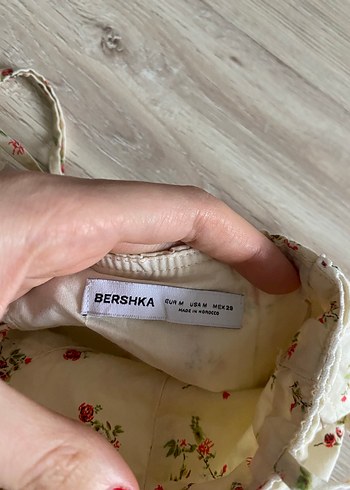 BERSHKA
EUR M USA M MEX 28
MADE IN MOROCCO